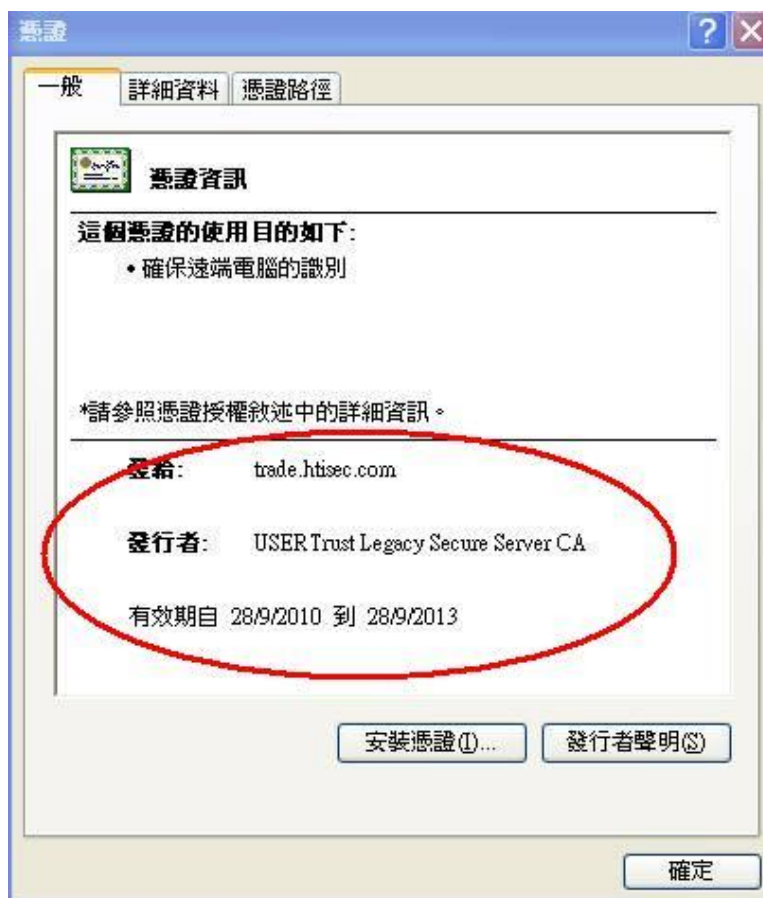 憑證
一般 詳細資料 憑證路徑
憑證資訊
這個憑證的使用目的如下:
• 確保遠端電腦的識別
*請參照憑證授權敘述中的詳細資訊。
發給: trade.htisec.com
發行者: USERTrust Legacy Secure Server CA
有效期自 28/9/2010 到 28/9/2013
安裝憑證(I)... 發行者聲明(S)
確定